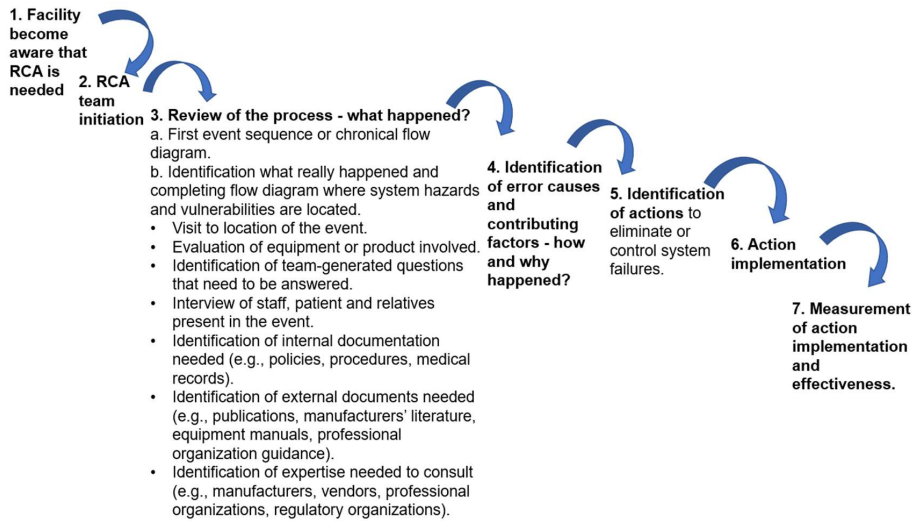 1. Facility
become
aware that
RCA is
needed
2. RCA
team
initiation
3. Review of the process - what happened?
a. First event sequence or chronical flow
diagram.
b. Identification what really happened and
completing flow diagram where system hazards
and vulnerabilities are located.
• Visit to location of the event.
• Evaluation of equipment or product involved.
• Identification of team-generated questions
that need to be answered.
• Interview of staff, patient and relatives
present in the event.
• Identification of internal documentation
needed (e.g., policies, procedures, medical
records).
• Identification of external documents needed
(e.g., publications, manufacturers’ literature,
equipment manuals, professional
organization guidance).
• Identification of expertise needed to consult
(e.g., manufacturers, vendors, professional
organizations, regulatory organizations).
4. Identification
of error causes
and
contributing
factors - how
and why
happened?
5. Identification
of actions to
eliminate or
control system
failures.
6. Action
implementation
7. Measurement
of action
implementation
and
effectiveness.